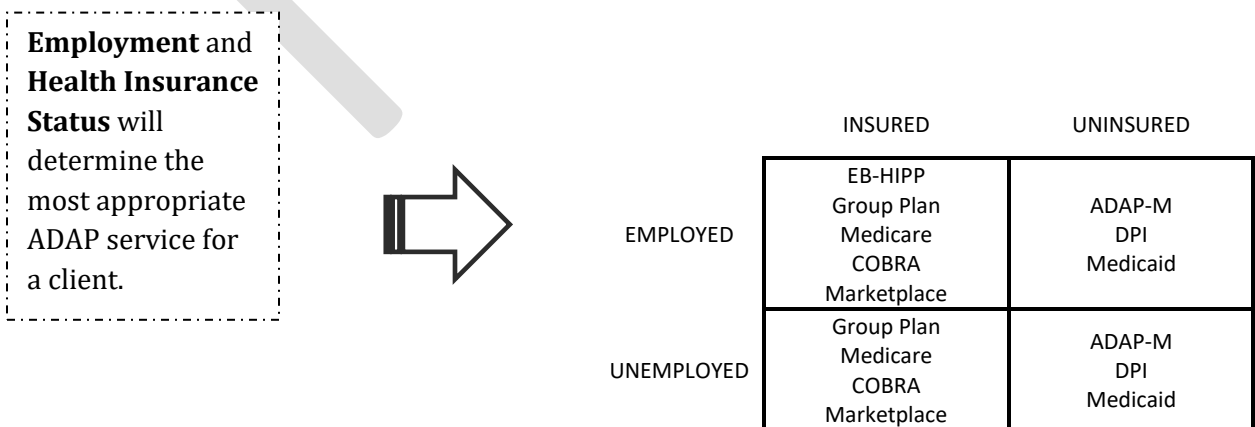 Employment and
Health Insurance
Status will
determine the
most appropriate
ADAP service for
a client.
INSURED UNINSURED
EMPLOYED
EB-HIPP
Group Plan
Medicare
COBRA
Marketplace
ADAP-M
DPI
Medicaid
UNEMPLOYED
Group Plan
Medicare
COBRA
Marketplace
ADAP-M
DPI
Medicaid